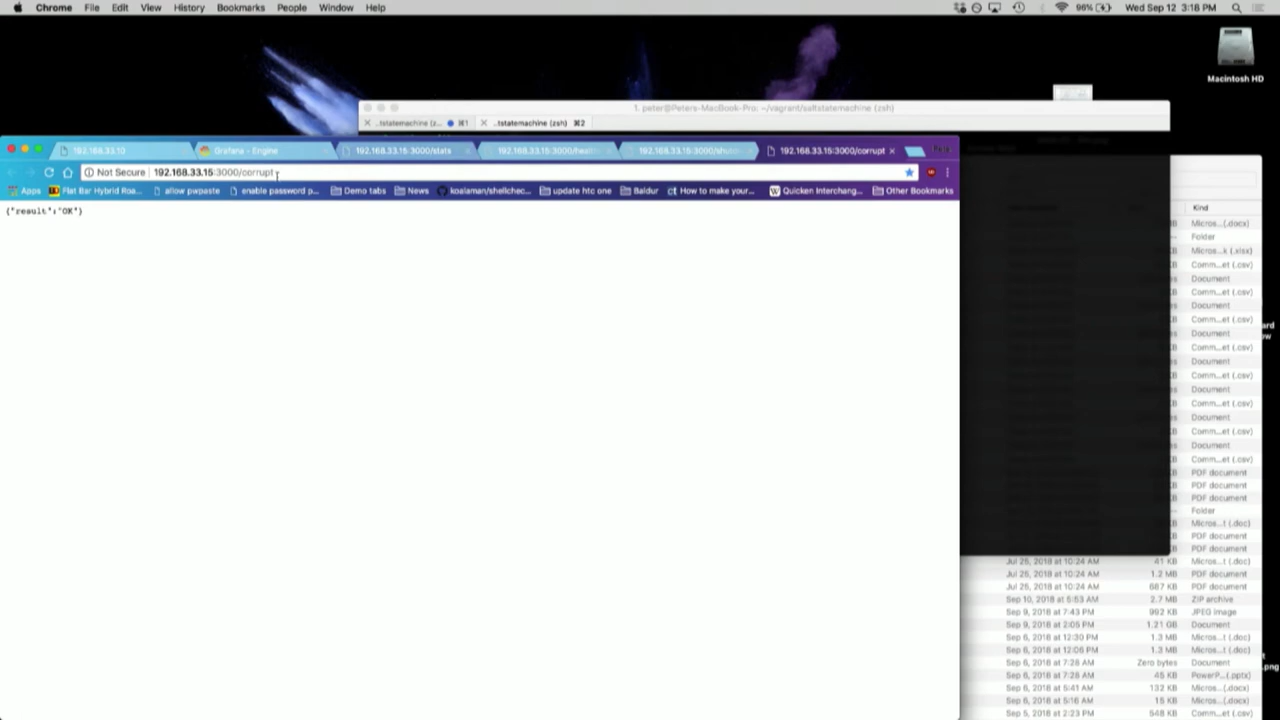 Chrome File Edit View History Bookmarks People Window Help
96% Wed Sep 12 3:18 PM
Macintosh HD
1. peter@Peters-MacBook-Pro: ~/vagrant/saltstatemachine (zsh)
..tstatemachine (z... ⌘1 ..tstatemachine (zsh) ⌘2
192.168.33.10 Grafana - Engine 192.168.33.15:3000/stats 192.168.33.15:3000/corrupt
Not Secure 192.168.33.15:3000/corrupt
Apps Flat Bar Hybrid Roa... allow pwpaste enable password p... Demo tabs News koalaman/shellchec... update htc one Baldur How to make your... Quicken Interchang... Other Bookmarks
{"result":"OK"}
Kind
Micros...(.docx)
Folder
Micros...k (.xlsx)
Comm...et (.csv)
Document
Comm...et (.csv)
Document
Comm...et (.csv)
Document
Comm...et (.csv)
Document
Comm...et (.csv)
Document
Comm...et (.csv)
Document
Comm...et (.csv)
Document
Comm...et (.csv)
PDF document
PDF document
PDF document
Folder
Micros...t (.doc)
PDF document
PDF document
Jul 25, 2018 at 10:24 AM 41 KB Micros...t (.doc)
Jul 25, 2018 at 10:24 AM 1.2 MB PDF document
Jul 25, 2018 at 10:24 AM 687 KB PDF document
Sep 10, 2018 at 5:53 AM 2.7 MB ZIP archive
Sep 9, 2018 at 7:43 PM 992 KB JPEG image
Sep 9, 2018 at 2:05 PM 1.21 GB Document
Sep 6, 2018 at 12:30 PM 1.3 MB Micros...t (.doc)
Sep 6, 2018 at 12:06 PM 1.3 MB Micros...t (.doc)
Sep 6, 2018 at 7:28 AM Zero bytes Document
Sep 6, 2018 at 7:28 AM 45 KB PowerP...(.pptx)
Sep 6, 2018 at 5:41 AM 132 KB Micros...t (.doc)
Sep 6, 2018 at 5:16 AM 15 KB Micros...t (.doc)
Sep 5, 2018 at 2:23 PM 548 KB Comm...et (.csv)
.png